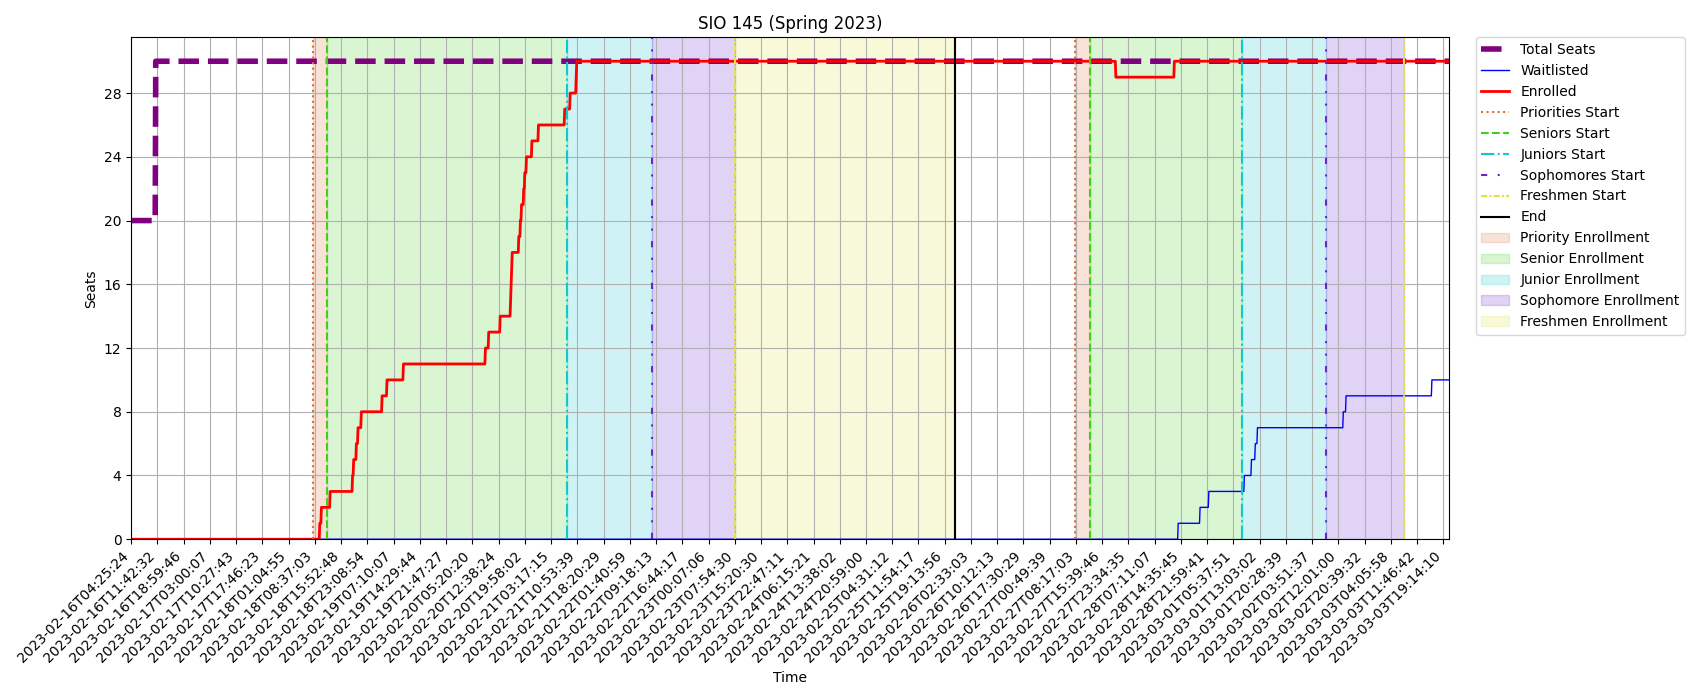 SIO 145 (Spring 2023)
Seats
28
24
20
16
12
8
4
0
2023-02-16T04:25:24
2023-02-16T11:42:32
2023-02-16T18:59:46
2023-02-17T03:00:07
2023-02-17T10:27:43
2023-02-17T17:46:23
2023-02-18T01:04:55
2023-02-18T08:37:03
2023-02-18T15:52:48
2023-02-18T23:08:54
2023-02-19T07:10:07
2023-02-19T14:29:44
2023-02-19T21:47:27
2023-02-20T05:20:20
2023-02-20T12:38:24
2023-02-20T19:58:02
2023-02-21T03:17:15
2023-02-21T10:53:39
2023-02-21T18:20:29
2023-02-22T01:40:59
2023-02-22T09:18:13
2023-02-22T16:44:17
2023-02-23T00:07:06
2023-02-23T07:54:30
2023-02-23T15:20:30
2023-02-23T22:47:11
2023-02-24T06:15:21
2023-02-24T13:38:02
2023-02-24T20:59:00
2023-02-25T04:31:12
2023-02-25T11:54:17
2023-02-25T19:13:56
2023-02-26T02:33:03
2023-02-26T10:12:13
2023-02-26T17:30:29
2023-02-27T00:49:39
2023-02-27T08:17:03
2023-02-27T15:39:46
2023-02-27T23:34:35
2023-02-28T07:11:07
2023-02-28T14:35:45
2023-02-28T21:59:41
2023-03-01T05:37:51
2023-03-01T13:03:02
2023-03-01T20:28:39
2023-03-02T03:51:37
2023-03-02T12:01:00
2023-03-02T20:39:32
2023-03-03T04:05:58
2023-03-03T11:46:42
2023-03-03T19:14:10
Time
Total Seats
Waitlisted
Enrolled
Priorities Start
Seniors Start
Juniors Start
Sophomores Start
Freshmen Start
End
Priority Enrollment
Senior Enrollment
Junior Enrollment
Sophomore Enrollment
Freshmen Enrollment